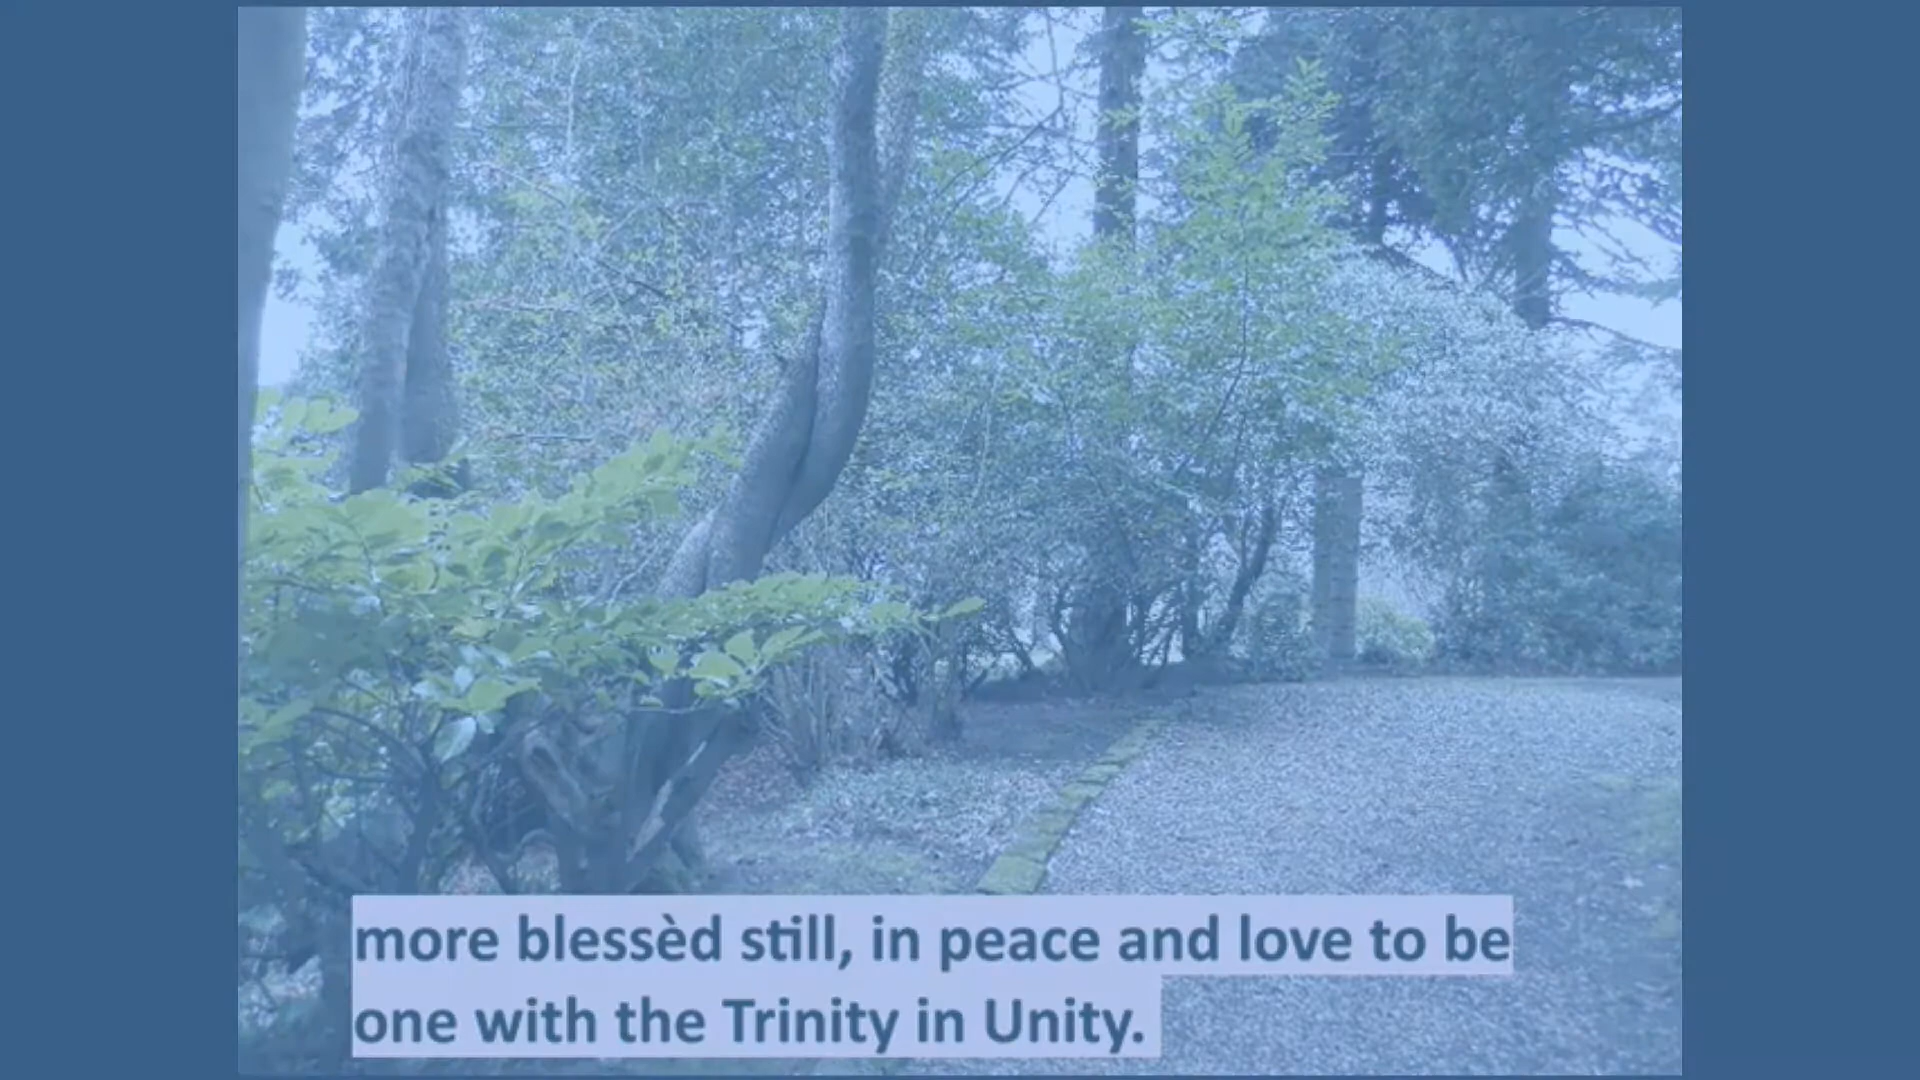 more blessèd still, in peace and love to be
one with the Trinity in Unity.